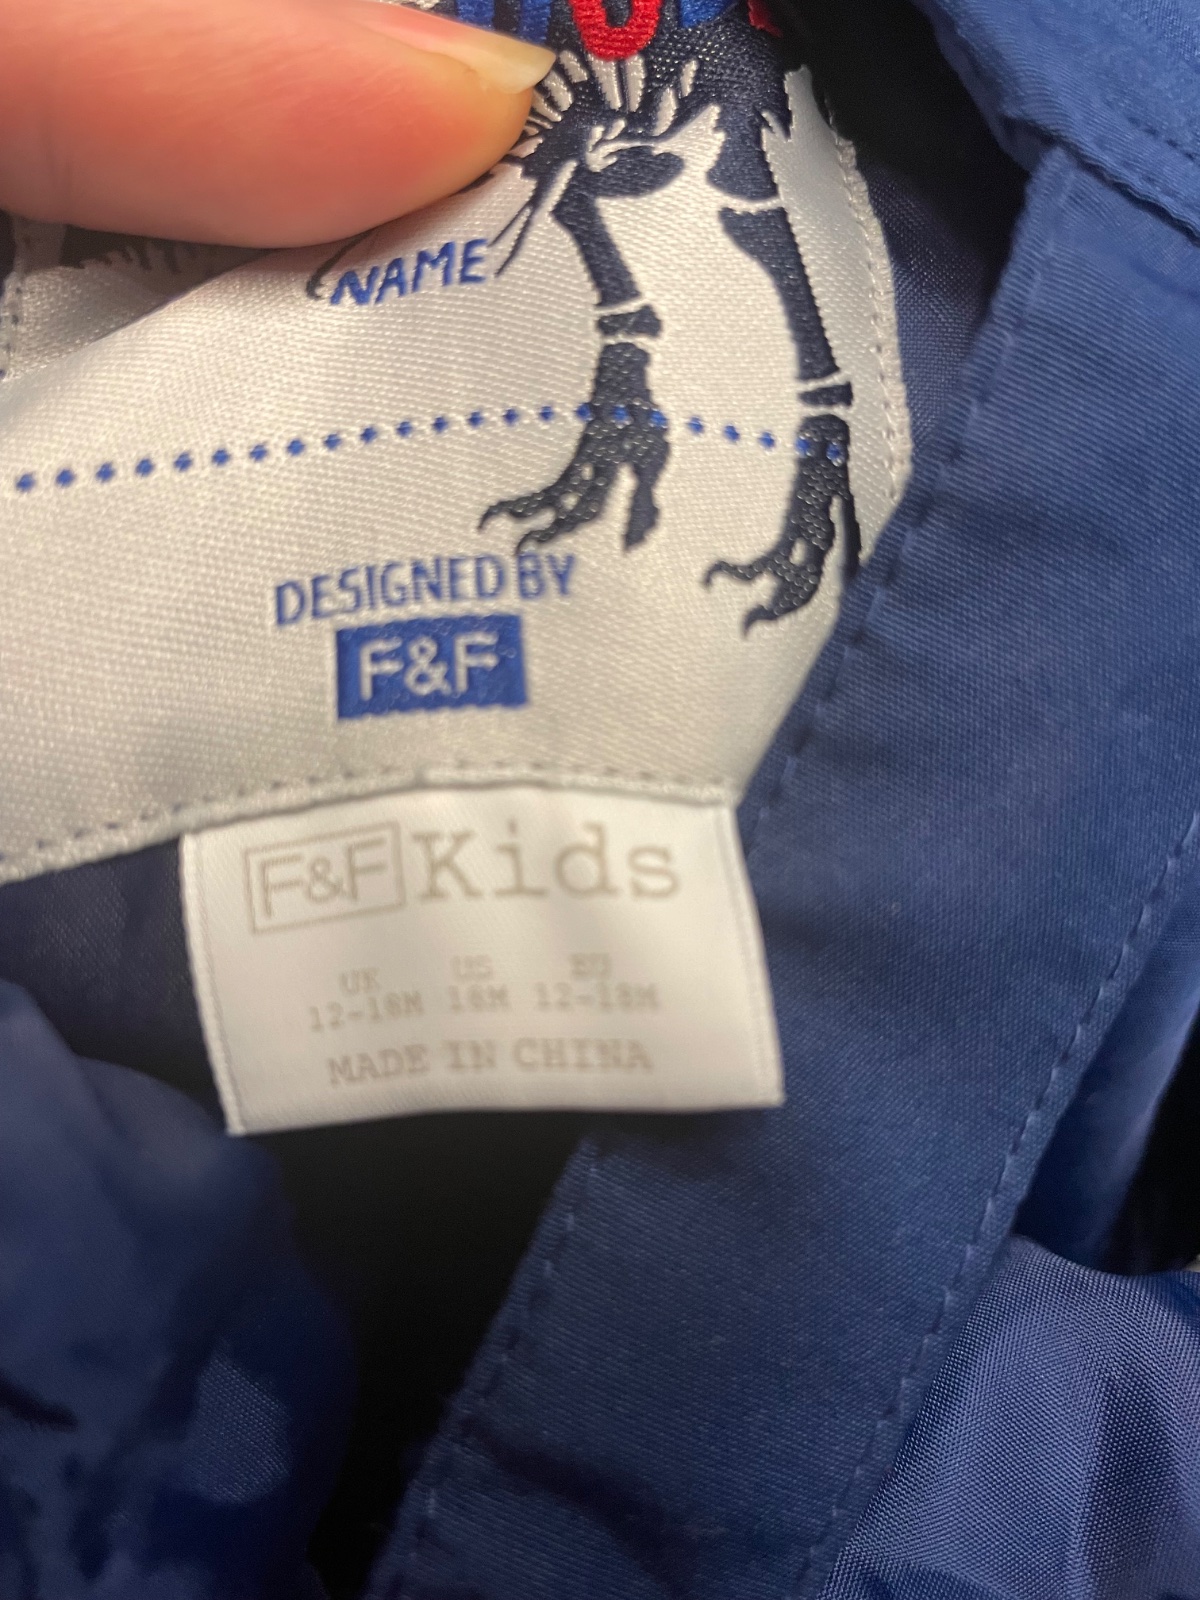 NAME
DESIGNED BY
F&F
F&F Kids
UK US EU
12-18M 18M 12-18M
MADE IN CHINA